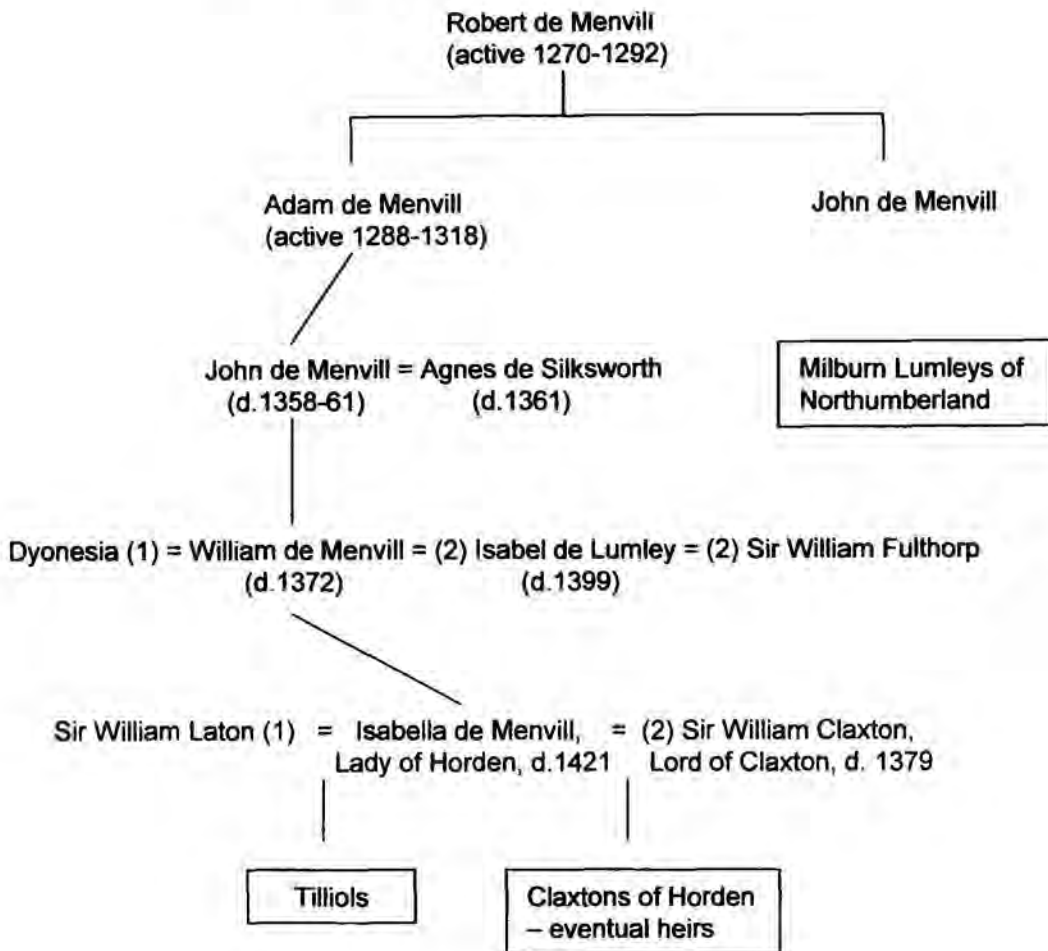 Robert de Menvill
(active 1270-1292)
Adam de Menvill
(active 1288-1318)
John de Menvill
John de Menvill = Agnes de Silksworth
(d.1358-61) (d.1361)
Milburn Lumleys of
Northumberland
Dyonesia (1) = William de Menvill = (2) Isabel de Lumley = (2) Sir William Fulthorp
(d.1372) (d.1399)
Sir William Laton (1) = Isabella de Menvill, = (2) Sir William Claxton,
Lady of Horden, d.1421 Lord of Claxton, d. 1379
Tilliols
Claxtons of Horden
– eventual heirs